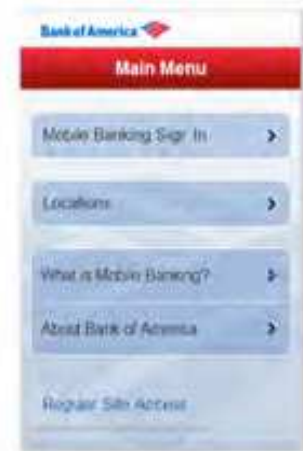 Bank of America
Main Menu
Mobile Banking Sign In
Locations
What is Mobile Banking?
About Bank of America
Regular Site Access